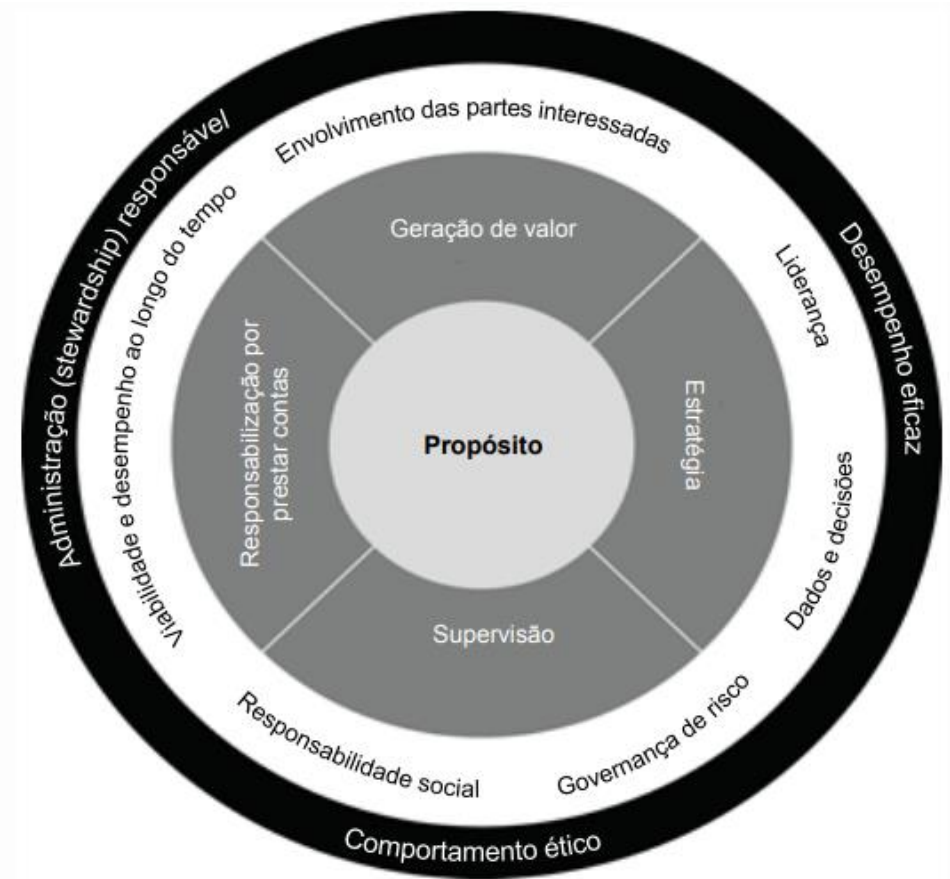 Administração (stewardship) responsável
Desempenho eficaz
Comportamento ético
Envolvimento das partes interessadas
Liderança
Dados e decisões
Governança de risco
Responsabilidade social
Viabilidade e desempenho ao longo do tempo
Geração de valor
Estratégia
Supervisão
Responsabilização por
prestar contas
Propósito